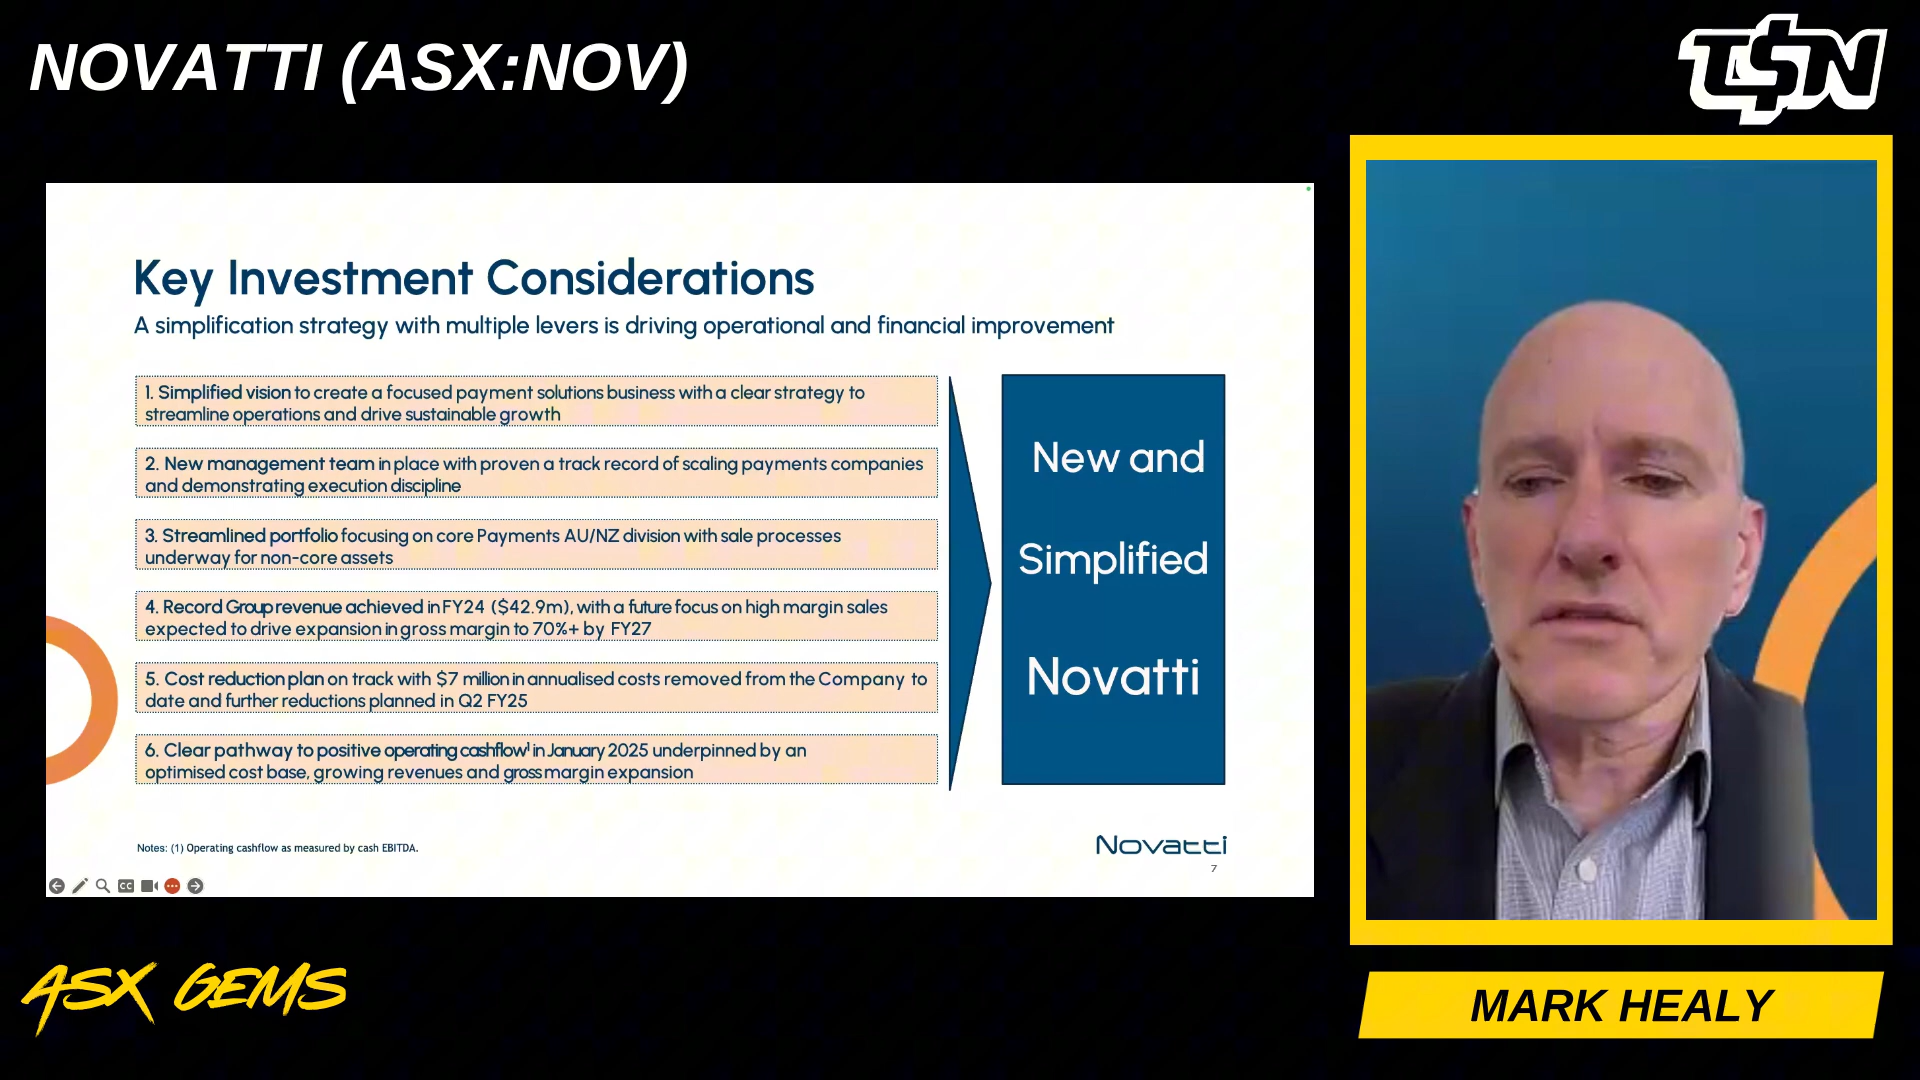 NOVATTI (ASX:NOV)
TSN
Key Investment Considerations
A simplification strategy with multiple levers is driving operational and financial improvement
1. Simplified vision to create a focused payment solutions business with a clear strategy to
streamline operations and drive sustainable growth
2. New management team in place with proven a track record of scaling payments companies
and demonstrating execution discipline
3. Streamlined portfolio focusing on core Payments AU/NZ division with sale processes
underway for non-core assets
4. Record Group revenue achieved in FY24 ($42.9m), with a future focus on high margin sales
expected to drive expansion in gross margin to 70%+ by FY27
5. Cost reduction plan on track with $7 million in annualised costs removed from the Company to
date and further reductions planned in Q2 FY25
6. Clear pathway to positive operating cashflow¹ in January 2025 underpinned by an
optimised cost base, growing revenues and gross margin expansion
New and
Simplified
Novatti
Notes: (1) Operating cashflow as measured by cash EBITDA.
Novatti
7
CC
ASX GEMS
MARK HEALY